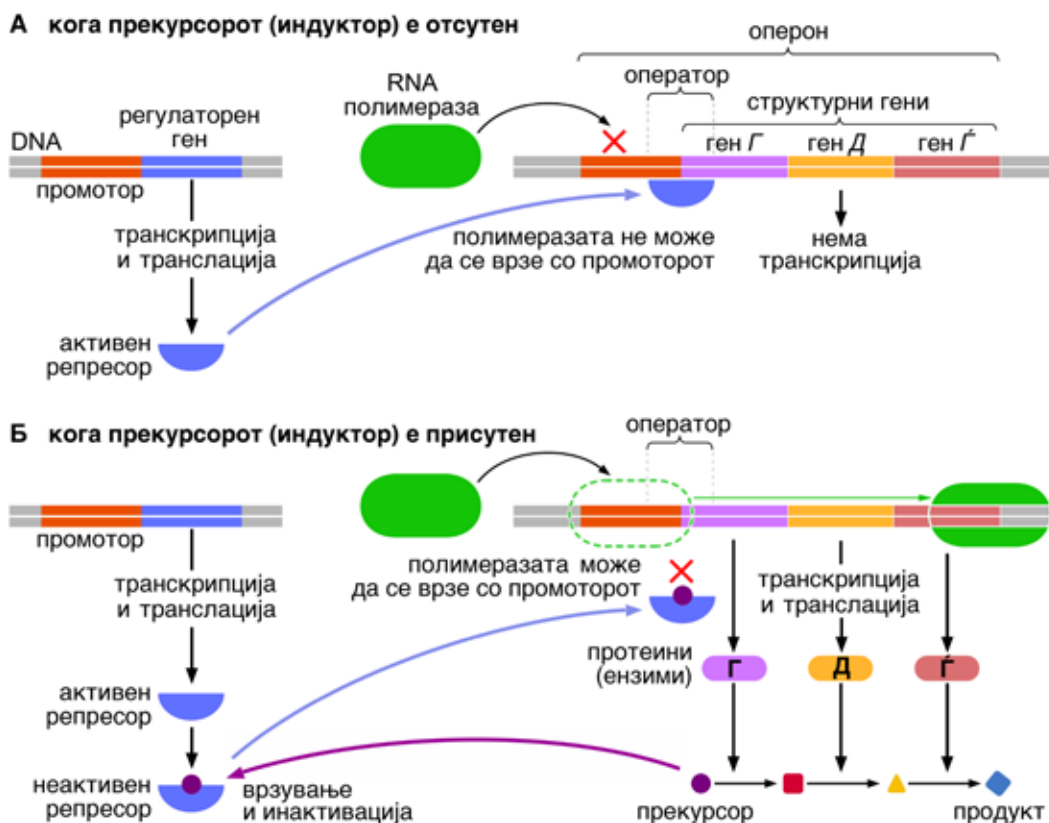 А кога прекурсорот (индуктор) е отсутен
оперон
RNA
полимераза
оператор
структурни гени
DNA
регулаторен
ген
ген Г
ген Д
ген Ѓ
промотор
транскрипција
и транслација
полимеразата не може
да се врзе со промоторот
нема
транскрипција
активен
репресор
Б кога прекурсорот (индуктор) е присутен
оператор
промотор
полимеразата може
да се врзе со промоторот
транскрипција
и транслација
транскрипција
и транслација
протеини
(ензими)
Г
Д
Ѓ
активен
репресор
неактивен
репресор
врзување
и инактивација
прекурсор
продукт